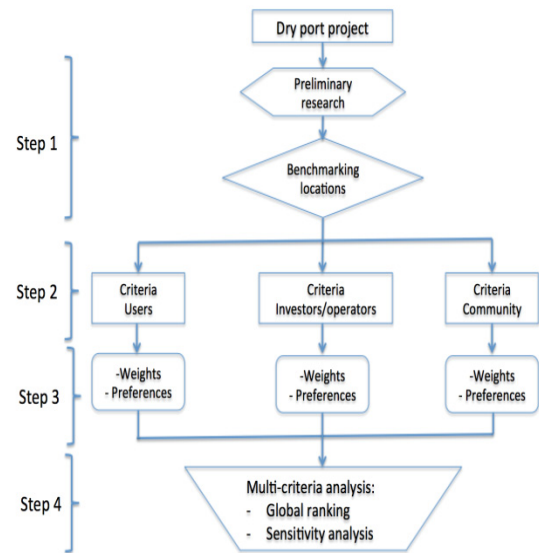 Dry port project
Preliminary
research
Step 1
Benchmarking
locations
Step 2
Criteria
Users
Criteria
Investors/operators
Criteria
Community
Step 3
-Weights
- Preferences
-Weights
- Preferences
-Weights
- Preferences
Step 4
Multi-criteria analysis:
- Global ranking
- Sensitivity analysis